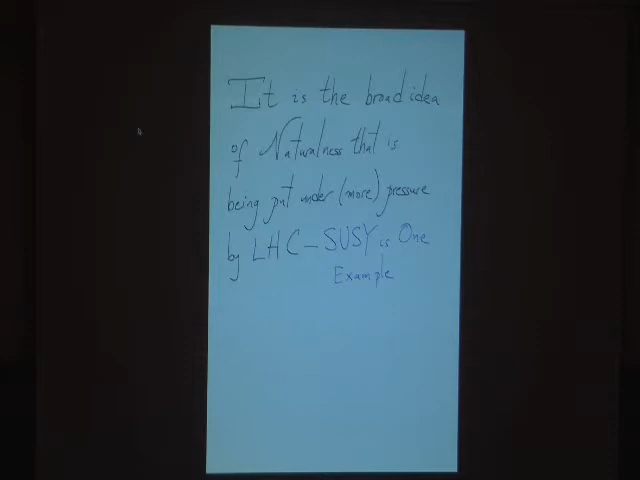 It is the broad idea
of Naturalness that is
being put under (more) pressure
by LHC - SUSY is One
Example